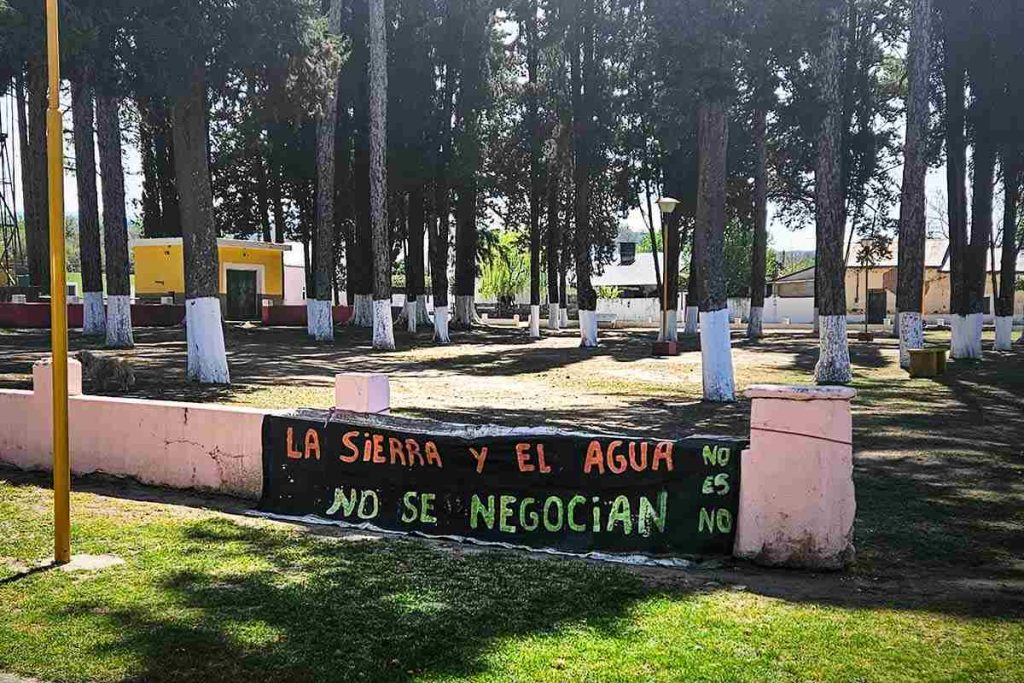 LA SiERRA Y EL AGUA
NO SE NEGOCiAN
NO
ES
NO